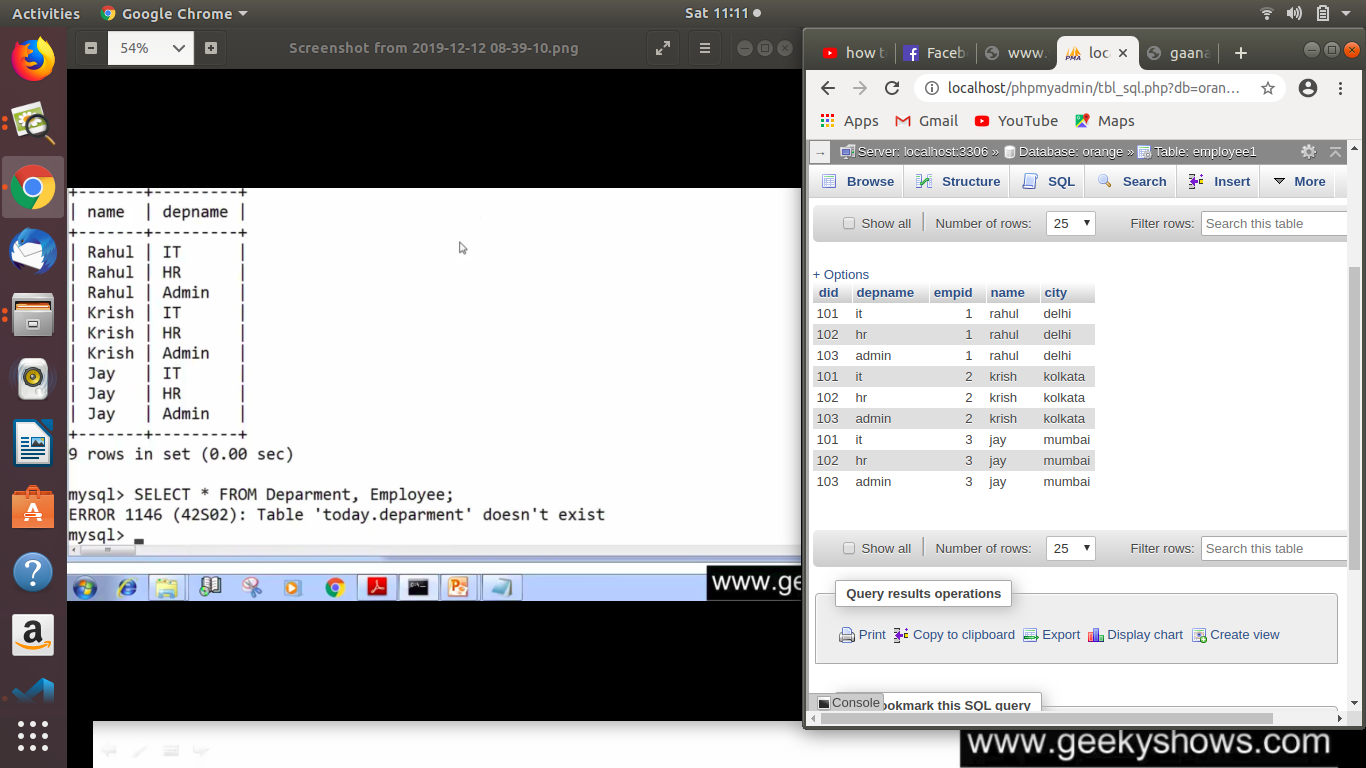 Activities Google Chrome Sat 11:11
54% Screenshot from 2019-12-12 08-39-10.png
+-------+---------+
| name | depname |
+-------+---------+
| Rahul | IT |
| Rahul | HR |
| Rahul | Admin |
| Krish | IT |
| Krish | HR |
| Krish | Admin |
| Jay | IT |
| Jay | HR |
| Jay | Admin |
+-------+---------+
9 rows in set (0.00 sec)
mysql> SELECT * FROM Deparment, Employee;
ERROR 1146 (42S02): Table 'today.deparment' doesn't exist
mysql> _
www.gee
how t Faceb www. loc gaana
localhost/phpmyadmin/tbl_sql.php?db=oran...
Apps Gmail YouTube Maps
Server: localhost:3306 » Database: orange » Table: employee1
Browse Structure SQL Search Insert More
Show all Number of rows: 25 Filter rows: Search this table
+ Options
did depname empid name city
101 it 1 rahul delhi
102 hr 1 rahul delhi
103 admin 1 rahul delhi
101 it 2 krish kolkata
102 hr 2 krish kolkata
103 admin 2 krish kolkata
101 it 3 jay mumbai
102 hr 3 jay mumbai
103 admin 3 jay mumbai
Show all Number of rows: 25 Filter rows: Search this table
Query results operations
Print Copy to clipboard Export Display chart Create view
Console ookmark this SQL query
www.geekyshows.com